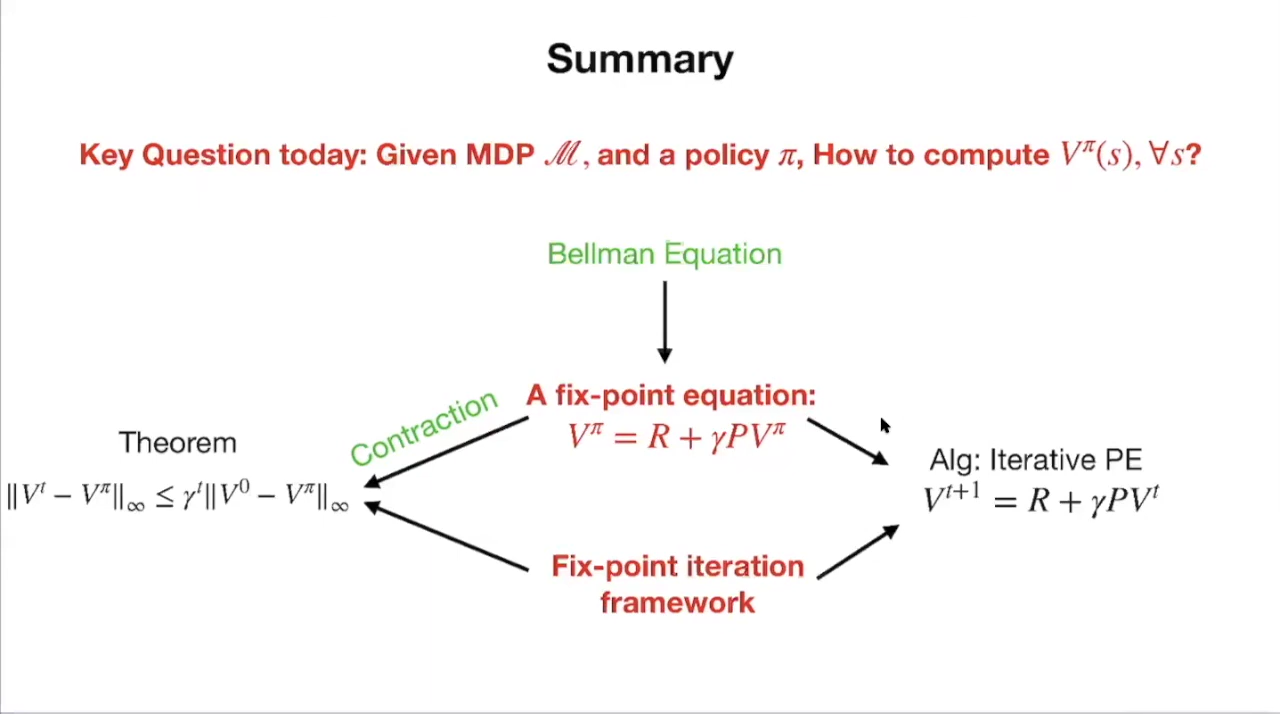 Summary
Key Question today: Given MDP ℳ, and a policy π, How to compute V^π(s), ∀s?
Bellman Equation
A fix-point equation:
V^π = R + γPV^π
Contraction
Theorem
‖V^t − V^π‖_∞ ≤ γ^t‖V^0 − V^π‖_∞
Alg: Iterative PE
V^{t+1} = R + γPV^t
Fix-point iteration
framework